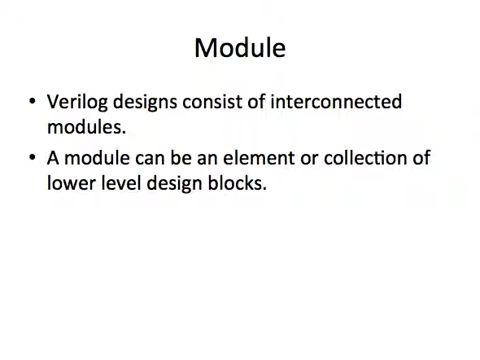 Module
• Verilog designs consist of interconnected
modules.
• A module can be an element or collection of
lower level design blocks.